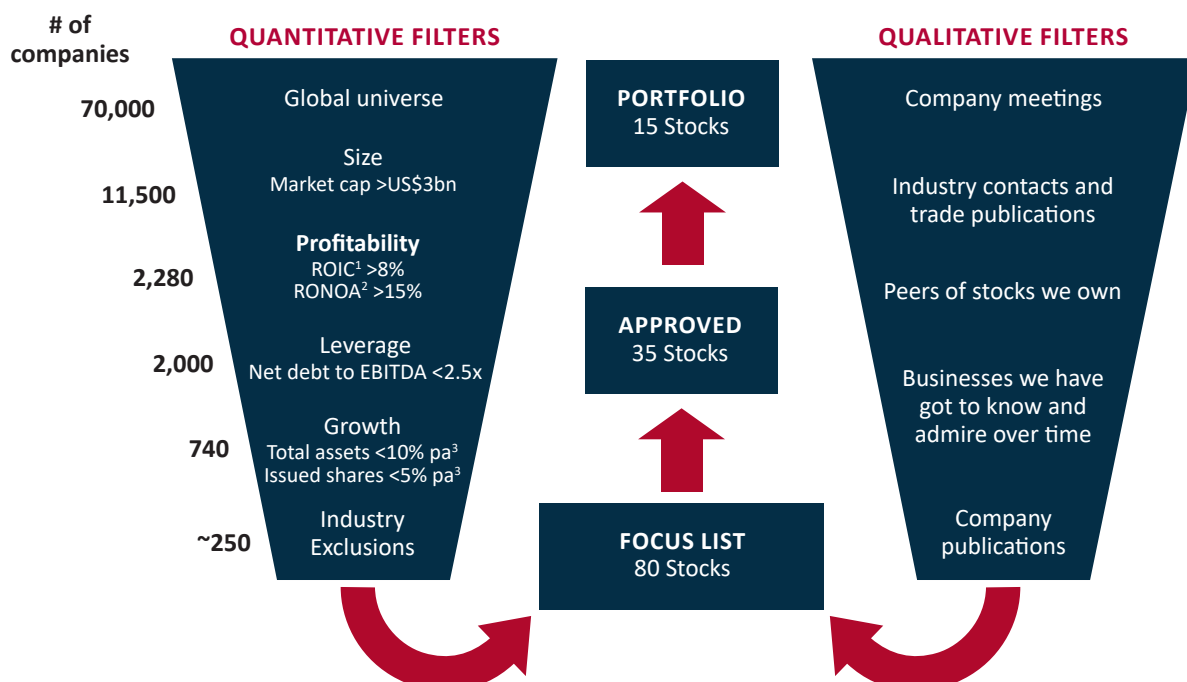 # of
companies
70,000
11,500
2,280
2,000
740
~250
QUANTITATIVE FILTERS
Global universe
Size
Market cap >US$3bn
Profitability
ROIC¹ >8%
RONOA² >15%
Leverage
Net debt to EBITDA <2.5x
Growth
Total assets <10% pa³
Issued shares <5% pa³
Industry
Exclusions
PORTFOLIO
15 Stocks
APPROVED
35 Stocks
FOCUS LIST
80 Stocks
QUALITATIVE FILTERS
Company meetings
Industry contacts and
trade publications
Peers of stocks we own
Businesses we have
got to know and
admire over time
Company
publications